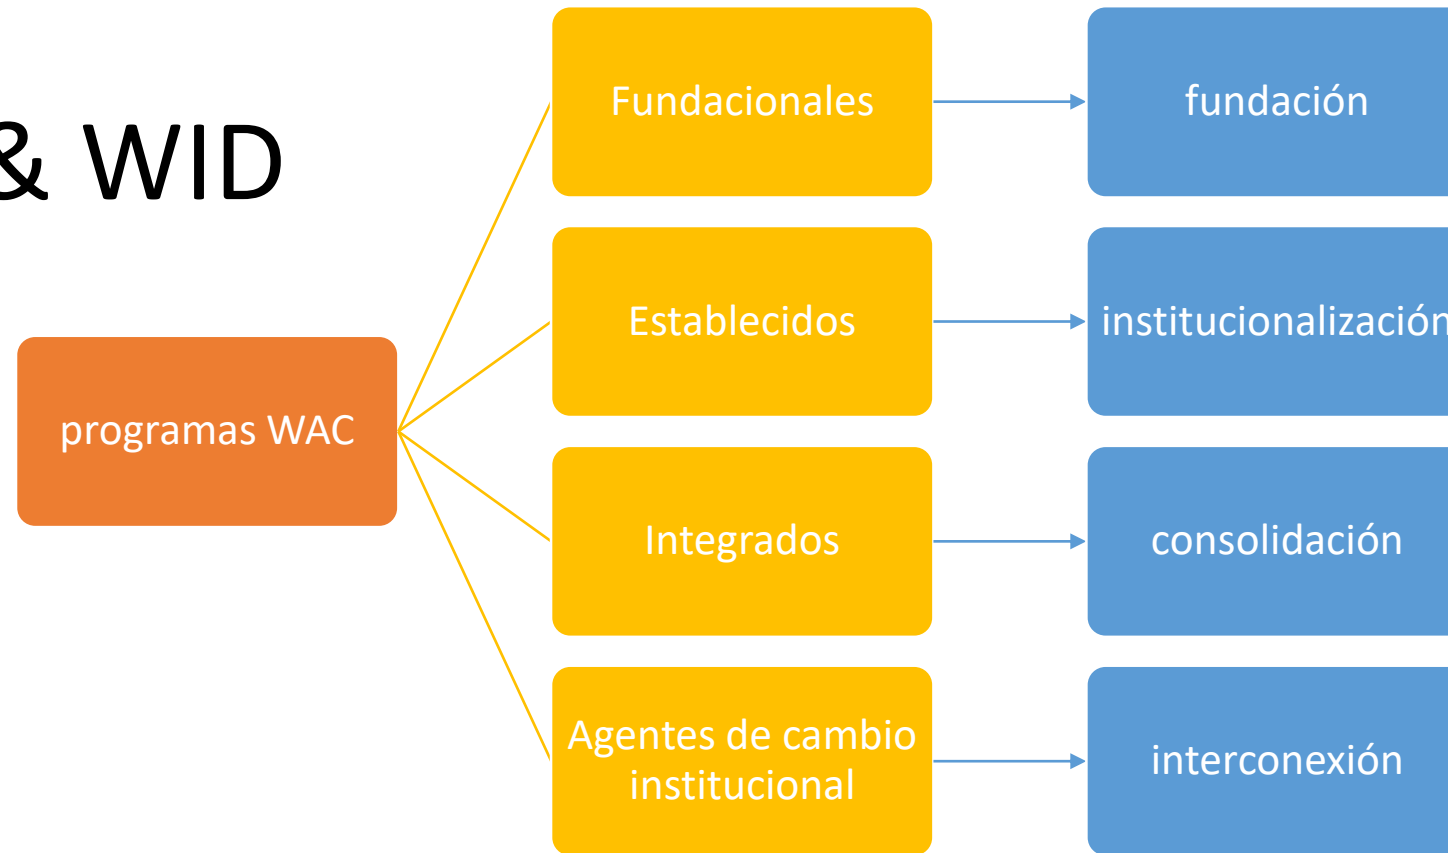 & WID
programas WAC
Fundacionales
fundación
Establecidos
institucionalización
Integrados
consolidación
Agentes de cambio
institucional
interconexión